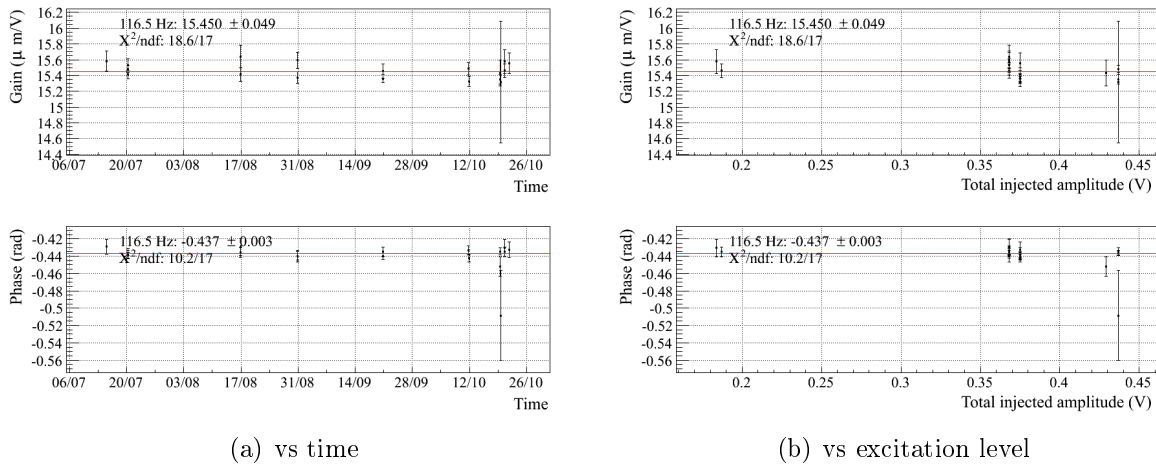 116.5 Hz: 15.450 ± 0.049
X²/ndf: 18.6/17
Gain (μ m/V)
16.2
16
15.8
15.6
15.4
15.2
15
14.8
14.6
14.4
06/07 20/07 03/08 17/08 31/08 14/09 28/09 12/10 26/10
Time
116.5 Hz: 15.450 ± 0.049
X²/ndf: 18.6/17
Gain (μ m/V)
16.2
16
15.8
15.6
15.4
15.2
15
14.8
14.6
14.4
0.2 0.25 0.3 0.35 0.4 0.45
Total injected amplitude (V)
116.5 Hz: -0.437 ± 0.003
X²/ndf: 10.2/17
Phase (rad)
-0.42
-0.44
-0.46
-0.48
-0.5
-0.52
-0.54
-0.56
06/07 20/07 03/08 17/08 31/08 14/09 28/09 12/10 26/10
Time
116.5 Hz: -0.437 ± 0.003
X²/ndf: 10.2/17
Phase (rad)
-0.42
-0.44
-0.46
-0.48
-0.5
-0.52
-0.54
-0.56
0.2 0.25 0.3 0.35 0.4 0.45
Total injected amplitude (V)
(a) vs time
(b) vs excitation level